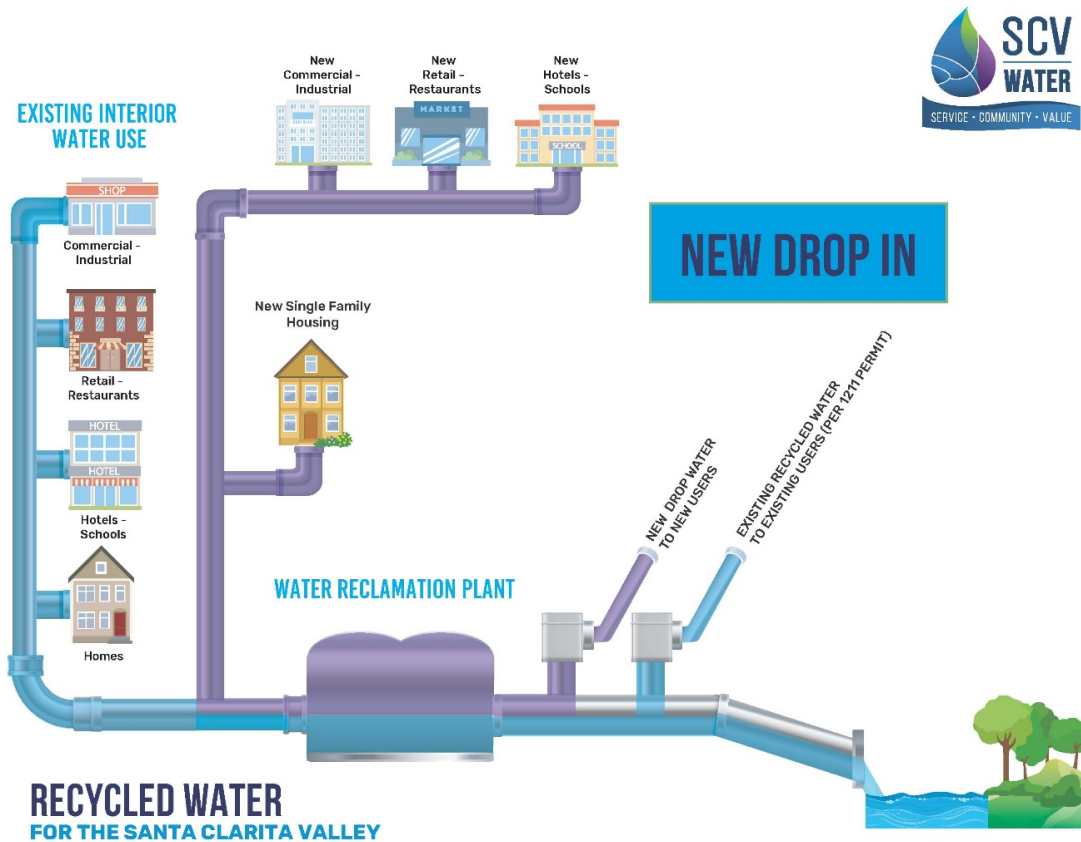 SCV
WATER
SERVICE • COMMUNITY • VALUE
New
Commercial -
Industrial
New
Retail -
Restaurants
New
Hotels -
Schools
MARKET
SCHOOL
EXISTING INTERIOR
WATER USE
SHOP
Commercial -
Industrial
Retail -
Restaurants
HOTEL
HOTEL
Hotels -
Schools
Homes
New Single Family
Housing
NEW DROP IN
NEW DROP WATER
TO NEW USERS
EXISTING RECYCLED WATER
TO EXISTING USERS (PER 1211 PERMIT)
WATER RECLAMATION PLANT
RECYCLED WATER
FOR THE SANTA CLARITA VALLEY